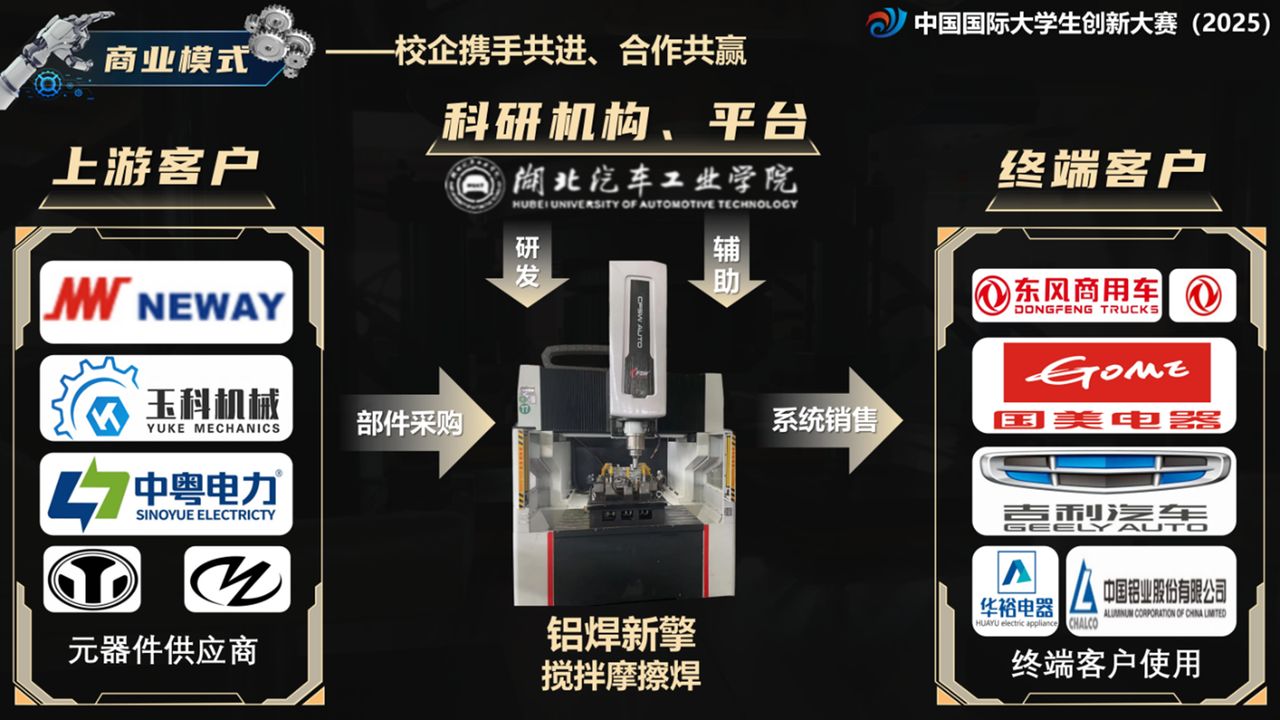 商业模式
——校企携手共进、合作共赢
中国国际大学生创新大赛（2025）
科研机构、平台
湖北汽车工业学院
HUBEI UNIVERSITY OF AUTOMOTIVE TECHNOLOGY
上游客户
NEWAY
玉科机械
YUKE MECHANICS
中粤电力®
SINOYUE ELECTRICTY
元器件供应商
部件采购
研发
辅助
DFSW AUTO
铝焊新擎
搅拌摩擦焊
系统销售
终端客户
东风商用车
DONGFENG TRUCKS
GOME
国美电器
吉利汽车
GEELY AUTO
华裕电器
HUAYU electric appliance
CHALCO
中国铝业股份有限公司
ALUMINUM CORPORATION OF CHINA LIMITED
终端客户使用